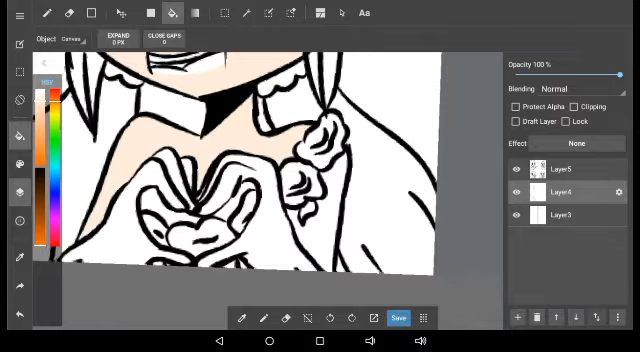 Aa
Object Canvas
EXPAND
0 PX
CLOSE GAPS
0
HSV
Opacity 100 %
Blending Normal
Protect Alpha Clipping
Draft Layer Lock
Effect None
Layer5
Layer4
Layer3
Save